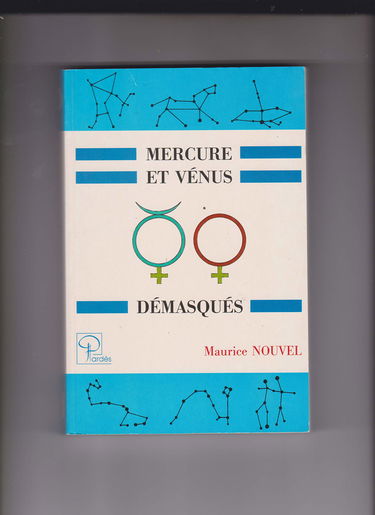 MERCURE
ET VÉNUS
DÉMASQUÉS
Pardès
Maurice NOUVEL